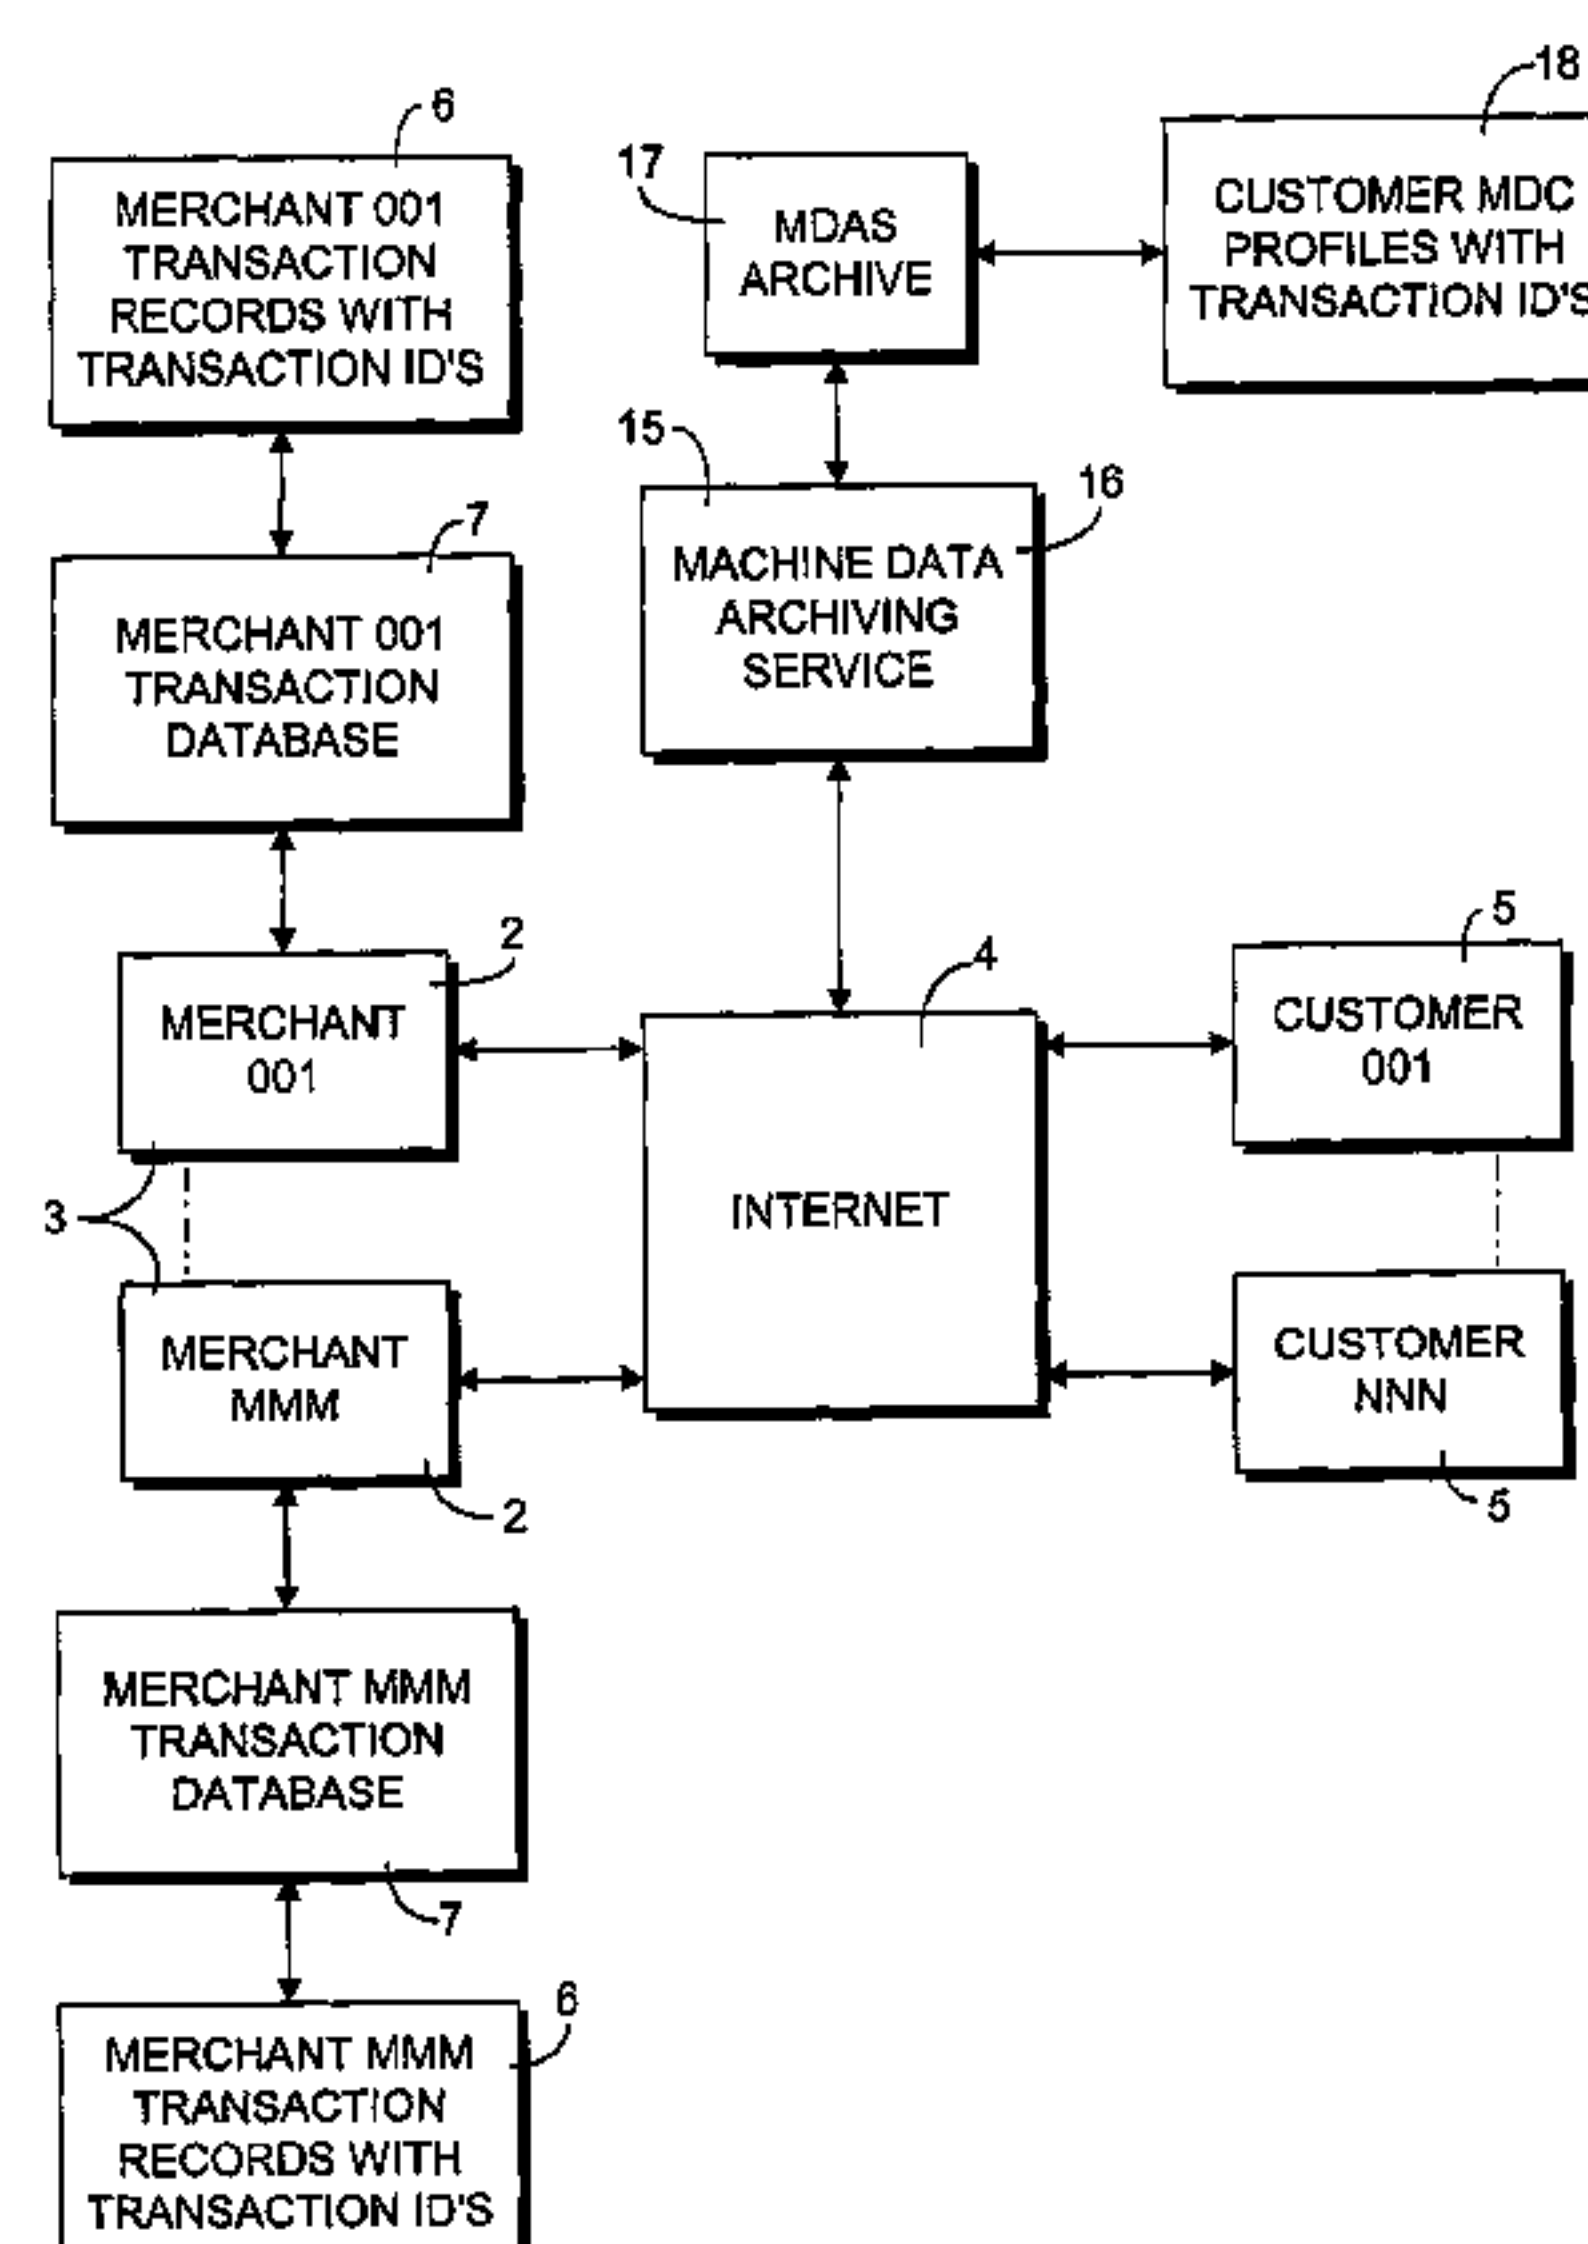 6
MERCHANT 001
TRANSACTION
RECORDS WITH
TRANSACTION ID'S
7
MERCHANT 001
TRANSACTION
DATABASE
2
MERCHANT
001
3
MERCHANT
MMM
2
MERCHANT MMM
TRANSACTION
DATABASE
7
6
MERCHANT MMM
TRANSACTION
RECORDS WITH
TRANSACTION ID'S
17
MDAS
ARCHIVE
18
CUSTOMER MDC
PROFILES WITH
TRANSACTION ID'S
15
16
MACHINE DATA
ARCHIVING
SERVICE
4
INTERNET
5
CUSTOMER
001
CUSTOMER
NNN
5